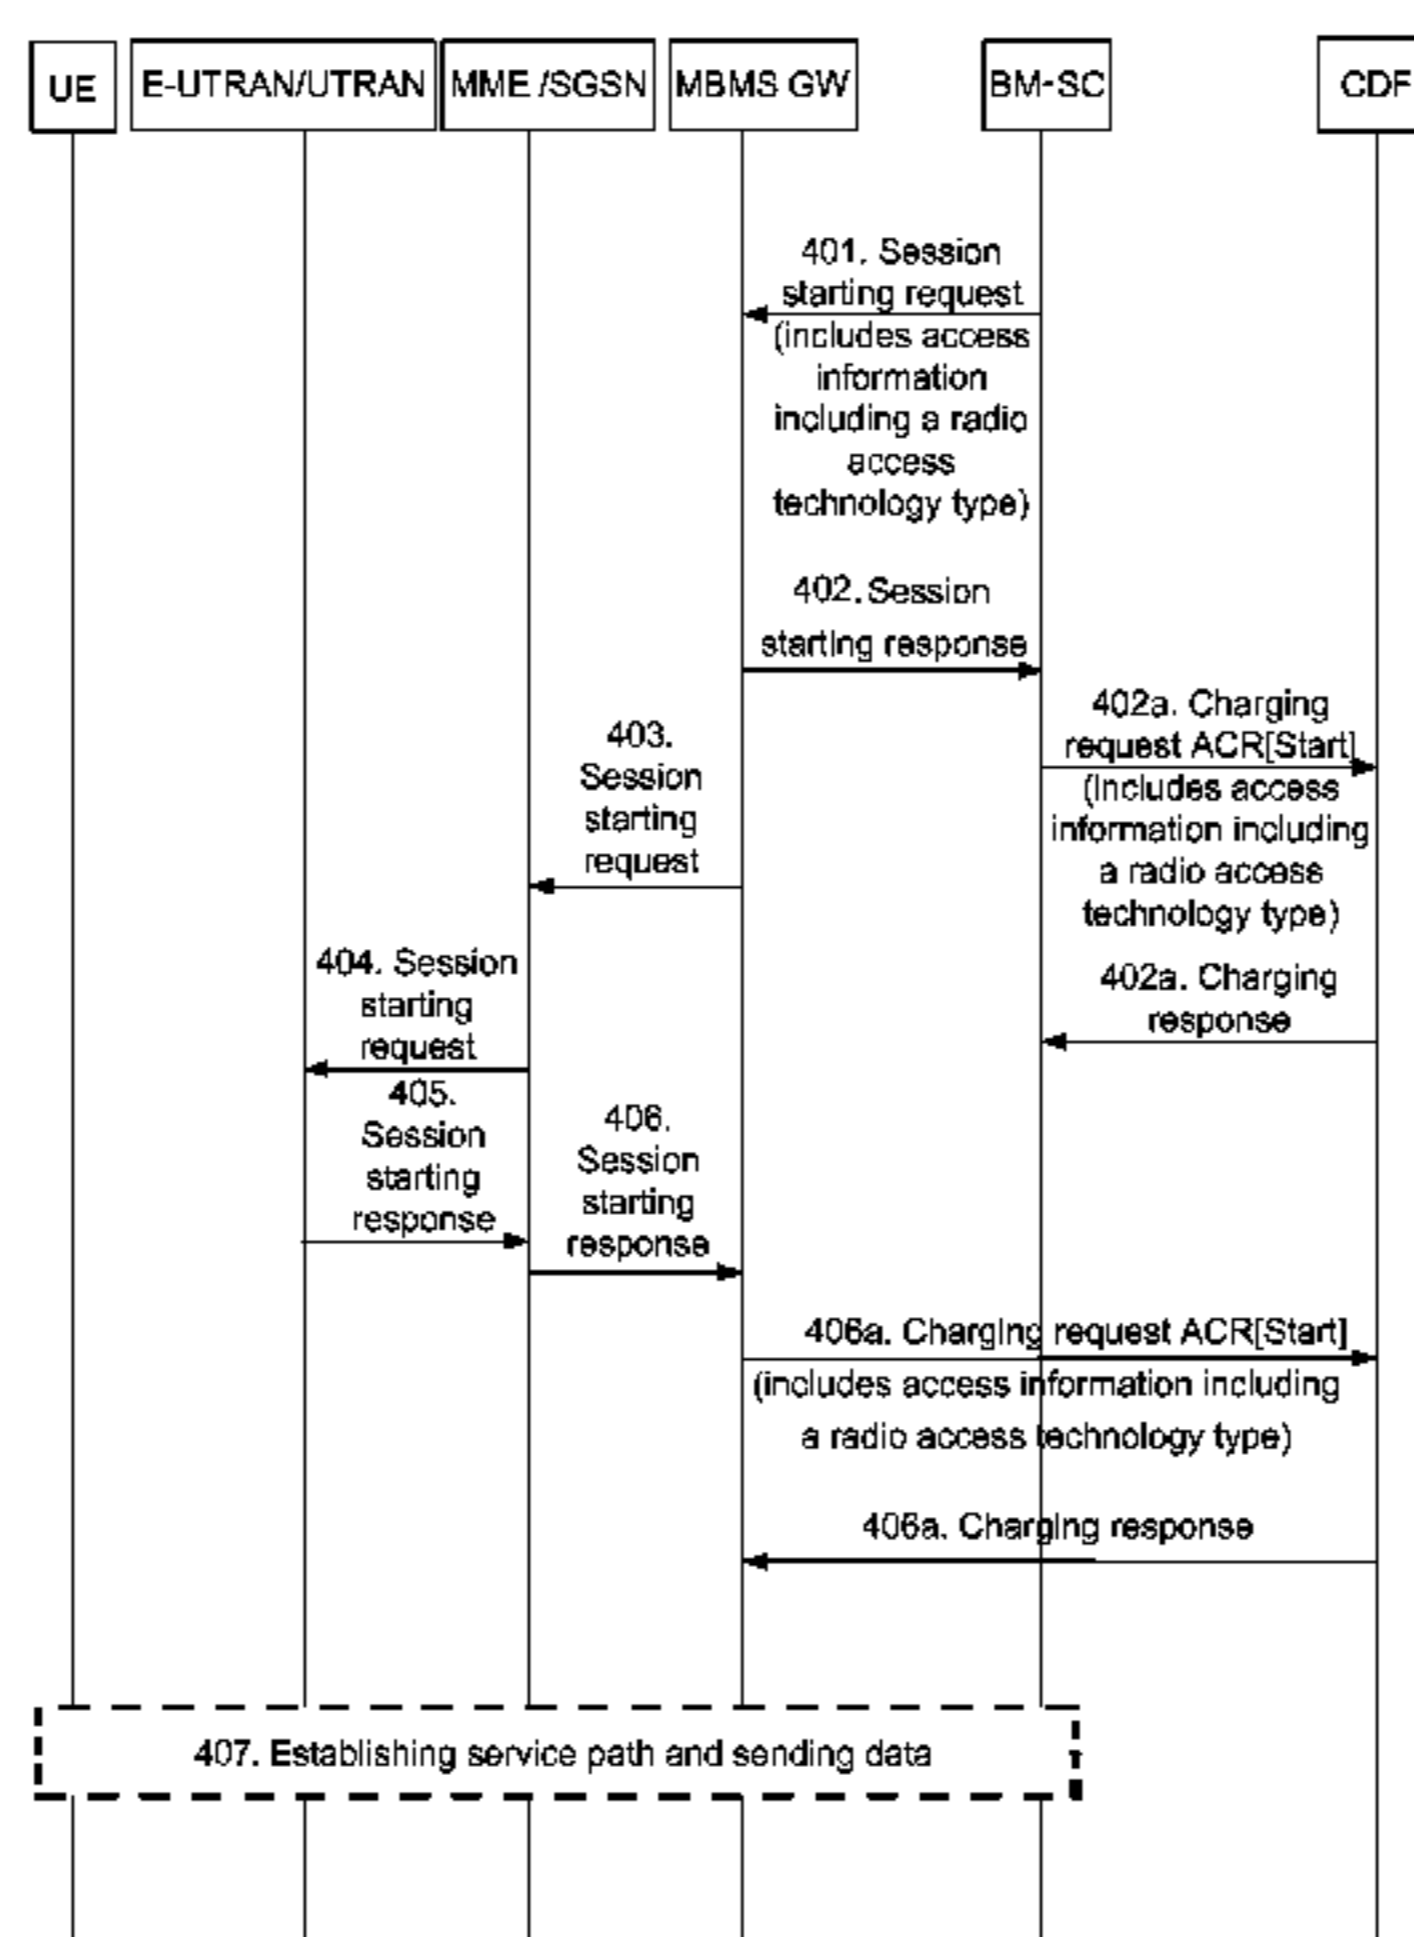 UE
E-UTRAN/UTRAN
MME /SGSN
MBMS GW
BM-SC
CDF
401. Session
starting request
(includes access
information
including a radio
access
technology type)
402. Session
starting response
402a. Charging
request ACR[Start]
(includes access
information including
a radio access
technology type)
403.
Session
starting
request
404. Session
starting
request
402a. Charging
response
405.
Session
starting
response
406.
Session
starting
response
406a. Charging request ACR[Start]
(includes access information including
a radio access technology type)
406a. Charging response
407. Establishing service path and sending data